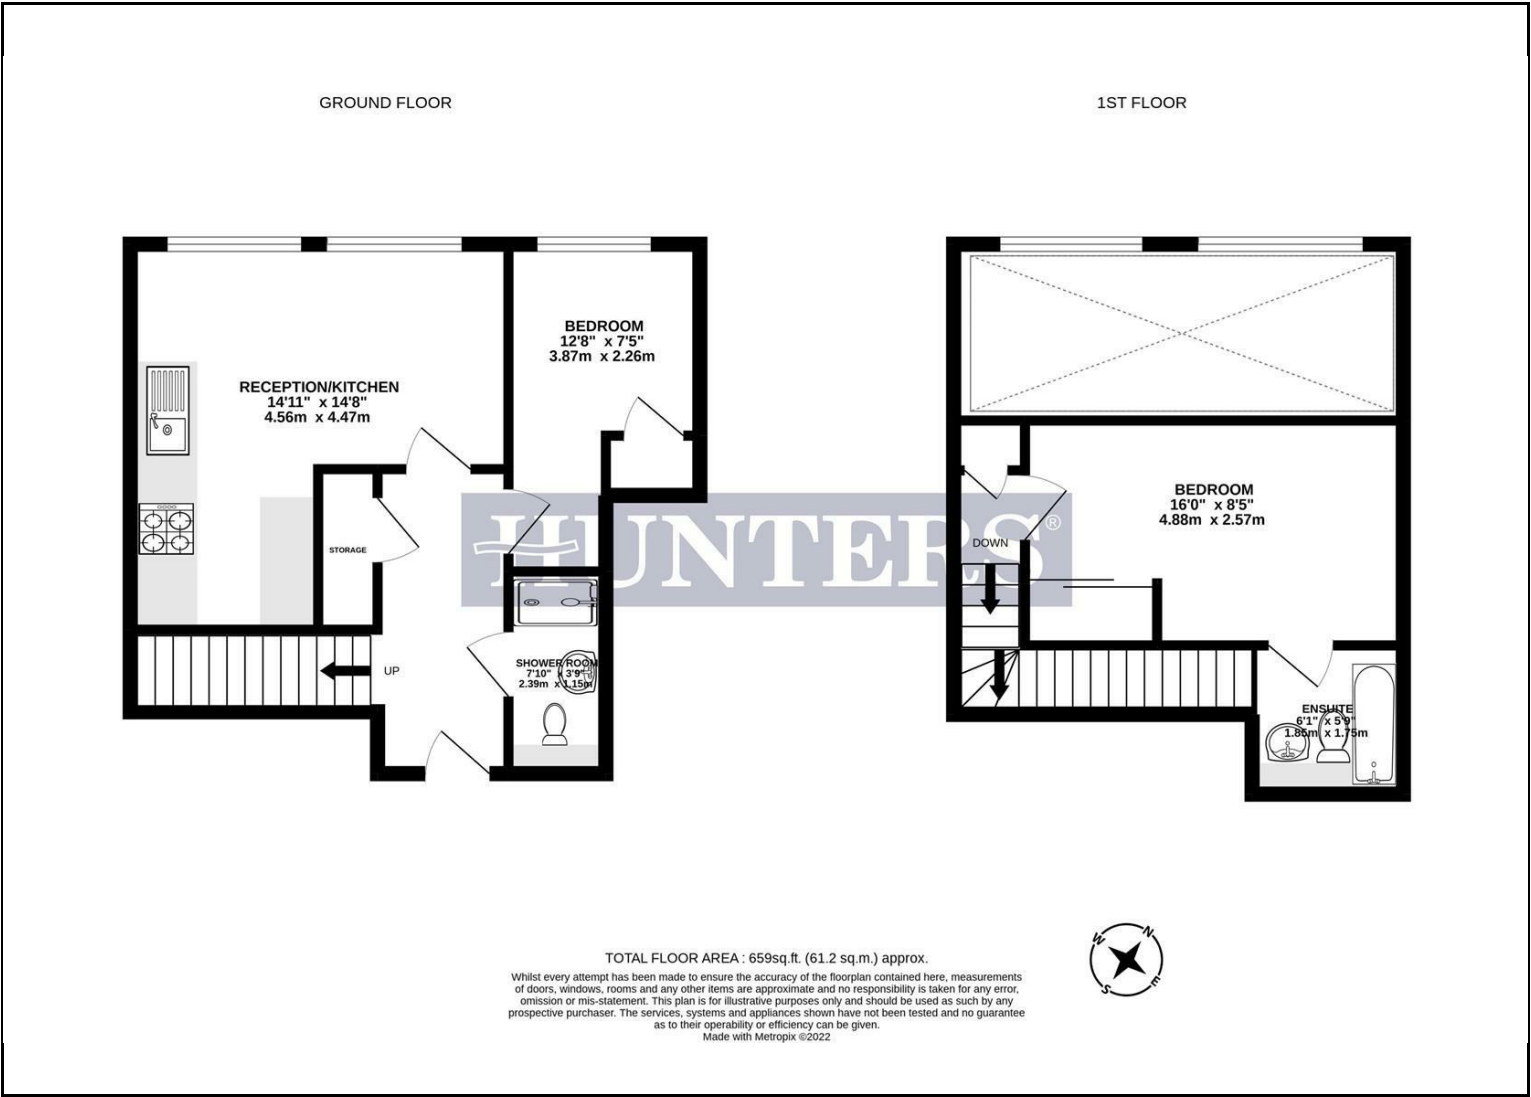 GROUND FLOOR
1ST FLOOR
BEDROOM
12'8" x 7'5"
3.87m x 2.26m
RECEPTION/KITCHEN
14'11" x 14'8"
4.56m x 4.47m
STORAGE
UP
SHOWER ROOM
7'10" x 3'9"
2.39m x 1.15m
HUNTERS®
BEDROOM
16'0" x 8'5"
4.88m x 2.57m
DOWN
ENSUITE
6'1" x 5'9"
1.85m x 1.75m
N
E
S
W
TOTAL FLOOR AREA : 659sq.ft. (61.2 sq.m.) approx.
Whilst every attempt has been made to ensure the accuracy of the floorplan contained here, measurements
of doors, windows, rooms and any other items are approximate and no responsibility is taken for any error,
omission or mis-statement. This plan is for illustrative purposes only and should be used as such by any
prospective purchaser. The services, systems and appliances shown have not been tested and no guarantee
as to their operability or efficiency can be given.
Made with Metropix ©2022